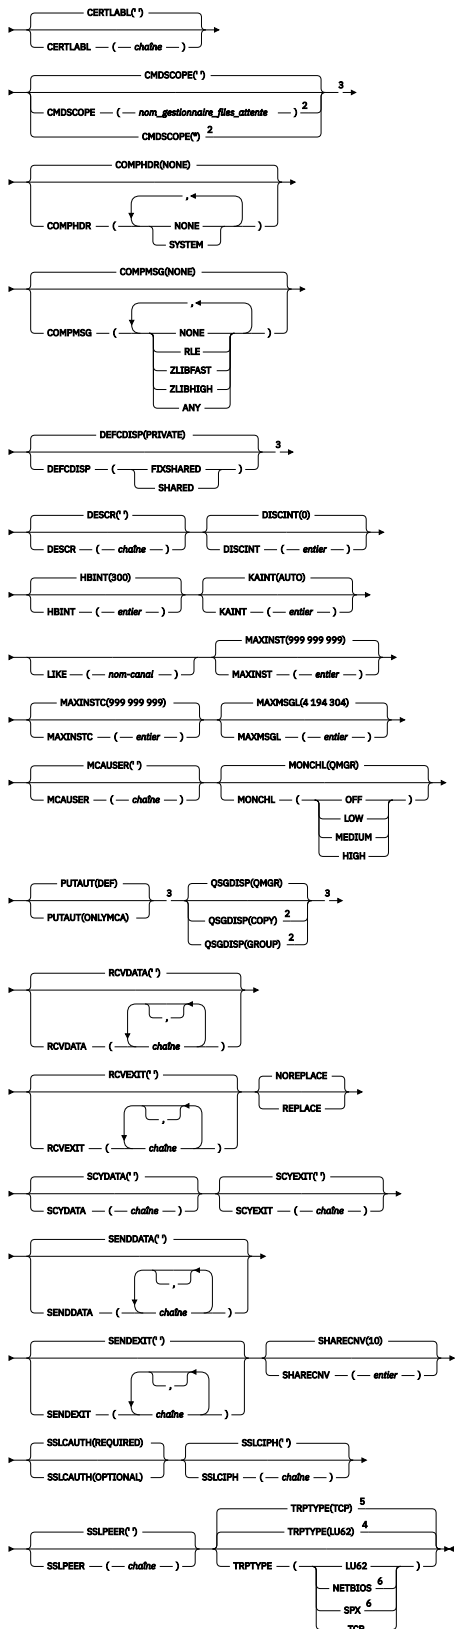 CERTLABL(' ')
CERTLABL ( chaîne )
CMDSCOPE(' ')
3
CMDSCOPE ( nom_gestionnaire_files_attente ) 2
CMDSCOPE(*) 2
COMPHDR(NONE)
,
COMPHDR ( NONE )
SYSTEM
COMPMSG(NONE)
,
COMPMSG ( NONE )
RLE
ZLIBFAST
ZLIBHIGH
ANY
DEFCDISP(PRIVATE)
3
DEFCDISP ( FIXSHARED )
SHARED
DESCR(' ') DISCINT(0)
DESCR ( chaîne ) DISCINT ( entier )
HBINT(300) KAINT(AUTO)
HBINT ( entier ) KAINT ( entier )
MAXINST(999 999 999)
LIKE ( nom-canal ) MAXINST ( entier )
MAXINSTC(999 999 999) MAXMSGL(4 194 304)
MAXINSTC ( entier ) MAXMSGL ( entier )
MCAUSER(' ') MONCHL(QMGR)
MCAUSER ( chaîne ) MONCHL ( OFF )
LOW
MEDIUM
HIGH
PUTAUT(DEF) QSGDISP(QMGR)
3 3
PUTAUT(ONLYMCA) QSGDISP(COPY) 2
QSGDISP(GROUP) 2
RCVDATA(' ')
,
RCVDATA ( chaîne )
RCVEXIT(' ') NOREPLACE
, REPLACE
RCVEXIT ( chaîne )
SCYDATA(' ') SCYEXIT(' ')
SCYDATA ( chaîne ) SCYEXIT ( chaîne )
SENDDATA(' ')
,
SENDDATA ( chaîne )
SENDEXIT(' ') SHARECNV(10)
, SHARECNV ( entier )
SENDEXIT ( chaîne )
SSLCAUTH(REQUIRED) SSLCIPH(' ')
SSLCAUTH(OPTIONAL) SSLCIPH ( chaîne )
TRPTYPE(TCP) 5
SSLPEER(' ') TRPTYPE(LU62) 4
SSLPEER ( chaîne ) TRPTYPE ( LU62 )
NETBIOS 6
SPX 6
TCP